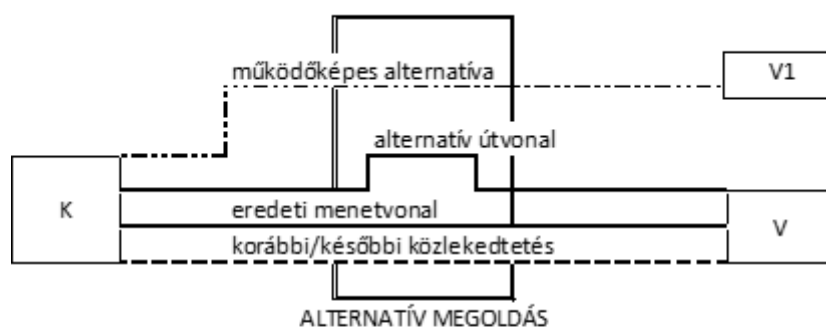 működőképes alternatíva
V1
alternatív útvonal
K
eredeti menetvonal
V
korábbi/későbbi közlekedtetés
ALTERNATÍV MEGOLDÁS